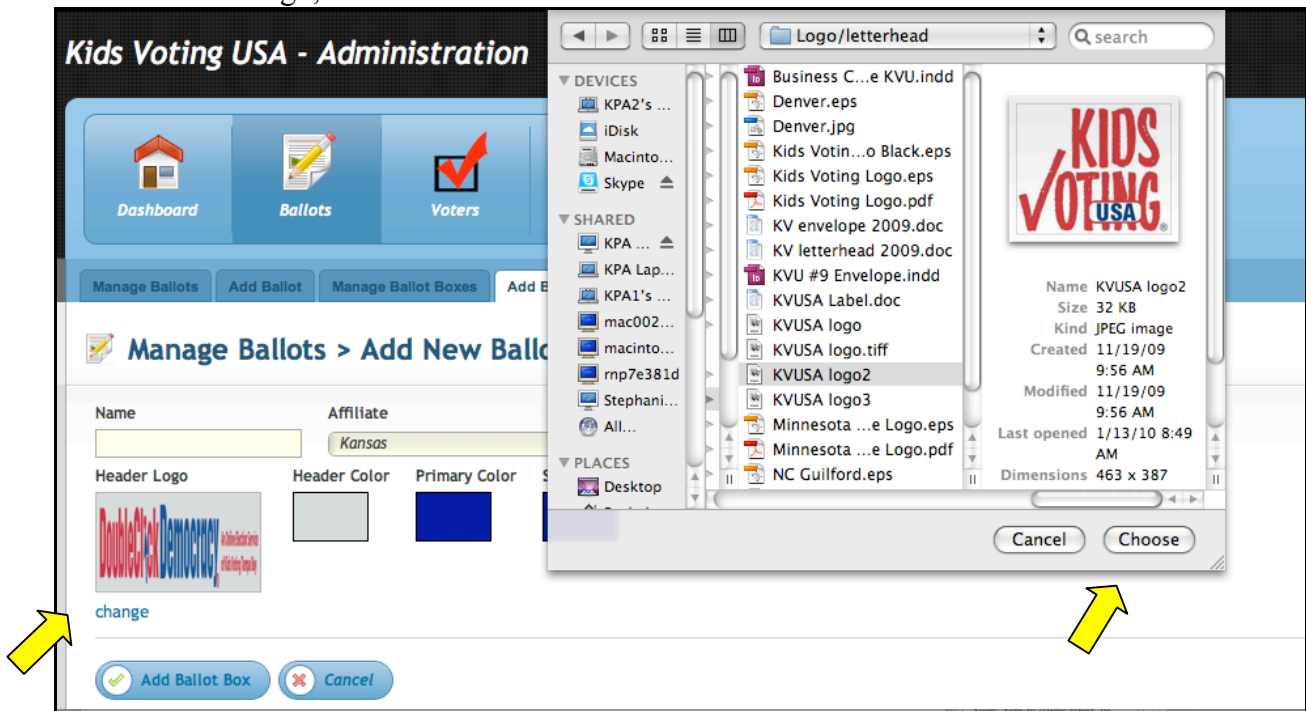 Kids Voting USA - Administration
Dashboard
Ballots
Voters
Manage Ballots
Add Ballot
Manage Ballot Boxes
Add B
Manage Ballots > Add New Ballo
Name
Affiliate
Kansas
Header Logo
Header Color
Primary Color
S
DoubleClick Democracy
change
Add Ballot Box
Cancel
Logo/letterhead
search
DEVICES
KPA2's ...
iDisk
Macinto...
Skype
SHARED
KPA ...
KPA Lap...
KPA1's ...
mac002...
macinto...
rnp7e381d
Stephani...
All...
PLACES
Desktop
Business C...e KVU.indd
Denver.eps
Denver.jpg
Kids Votin...o Black.eps
Kids Voting Logo.eps
Kids Voting Logo.pdf
KV envelope 2009.doc
KV letterhead 2009.doc
KVU #9 Envelope.indd
KVUSA Label.doc
KVUSA logo
KVUSA logo.tiff
KVUSA logo2
KVUSA logo3
Minnesota ...e Logo.eps
Minnesota ...e Logo.pdf
NC Guilford.eps
KIDS
VOTING
USA
®
Name KVUSA logo2
Size 32 KB
Kind JPEG image
Created 11/19/09
9:56 AM
Modified 11/19/09
9:56 AM
Last opened 1/13/10 8:49
AM
Dimensions 463 x 387
Cancel
Choose